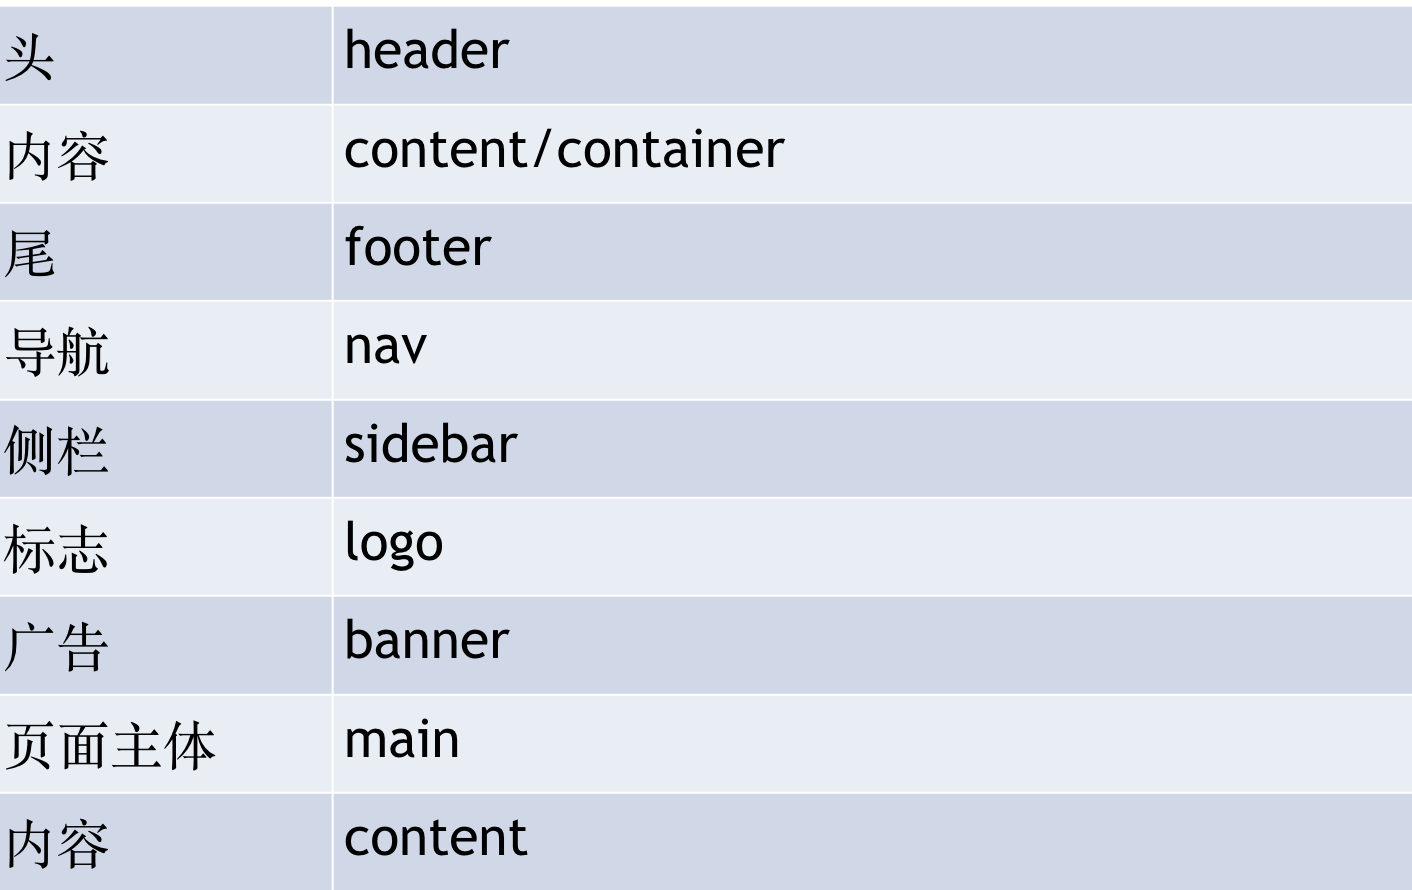 头 header
内容 content/container
尾 footer
导航 nav
侧栏 sidebar
标志 logo
广告 banner
页面主体 main
内容 content